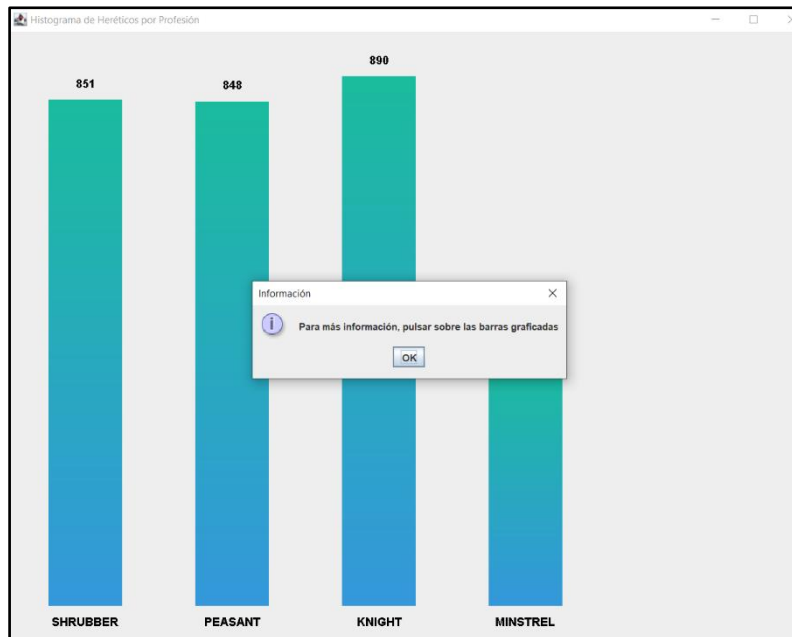 Histograma de Heréticos por Profesión
890
851
848
Información
Para más información, pulsar sobre las barras graficadas
OK
SHRUBBER PEASANT KNIGHT MINSTREL